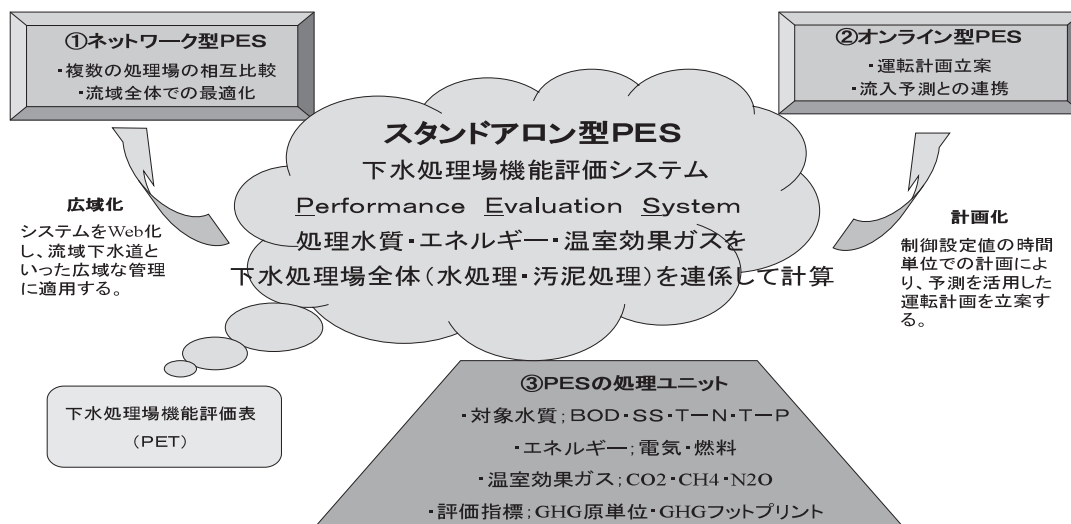 ①ネットワーク型PES
・複数の処理場の相互比較
・流域全体での最適化
②オンライン型PES
・運転計画立案
・流入予測との連携
スタンドアロン型PES
下水処理場機能評価システム
Performance Evaluation System
処理水質・エネルギー・温室効果ガスを
下水処理場全体(水処理・汚泥処理)を連係して計算
広域化
システムをWeb化
し、流域下水道と
いった広域な管理
に適用する。
計画化
制御設定値の時間
単位での計画によ
り、予測を活用した
運転計画を立案す
る。
下水処理場機能評価表
(PET)
③PESの処理ユニット
・対象水質;BOD・SS・T－N・T－P
・エネルギー;電気・燃料
・温室効果ガス;CO2・CH4・N2O
・評価指標;GHG原単位・GHGフットプリント